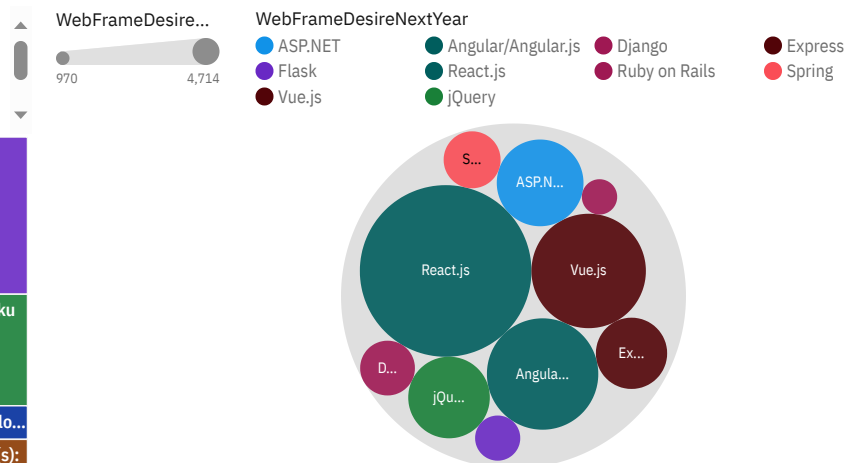 WebFrameDesire...
970
4,714
WebFrameDesireNextYear
ASP.NET
Angular/Angular.js
Django
Express
Flask
React.js
Ruby on Rails
Spring
Vue.js
jQuery
S...
ASP.N...
React.js
Vue.js
ku
Ex...
D...
Angula...
jQu...
lo...
s):